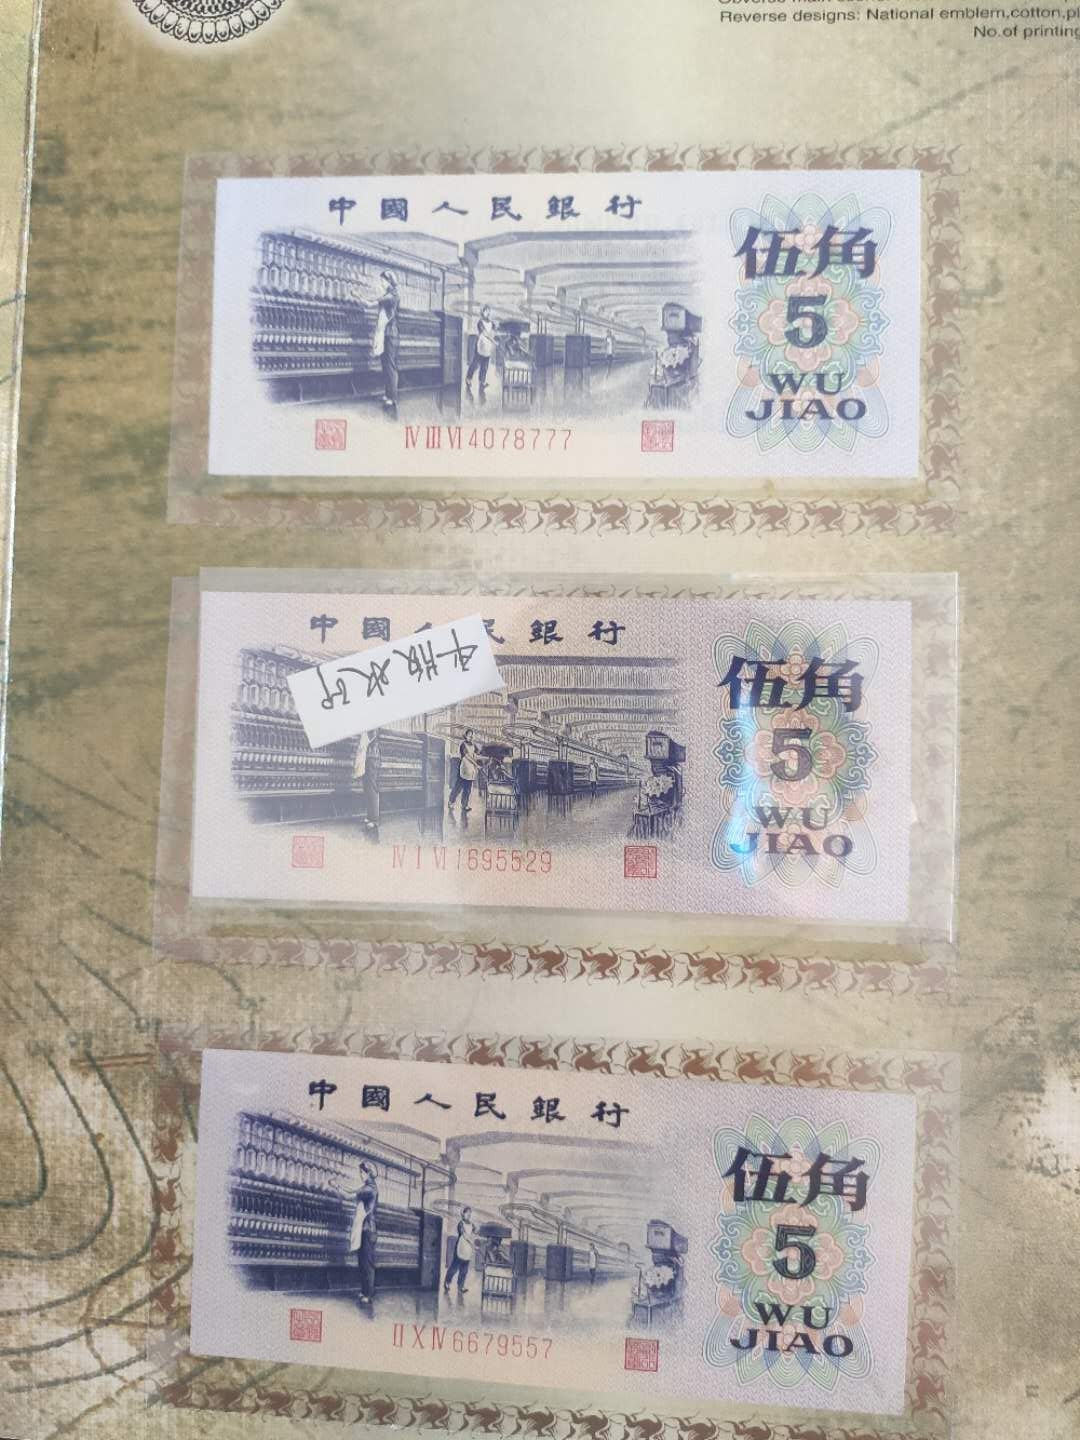 Reverse designs: National emblem,cotton,pl
No.of printing
中國人民銀行
伍角
5
WU
JIAO
ⅣⅢⅥ4078777
中國人民銀行
平版水印
伍角
5
WU
JIAO
ⅣⅠⅥ1695529
中國人民銀行
伍角
5
WU
JIAO
ⅡⅩⅣ6679557